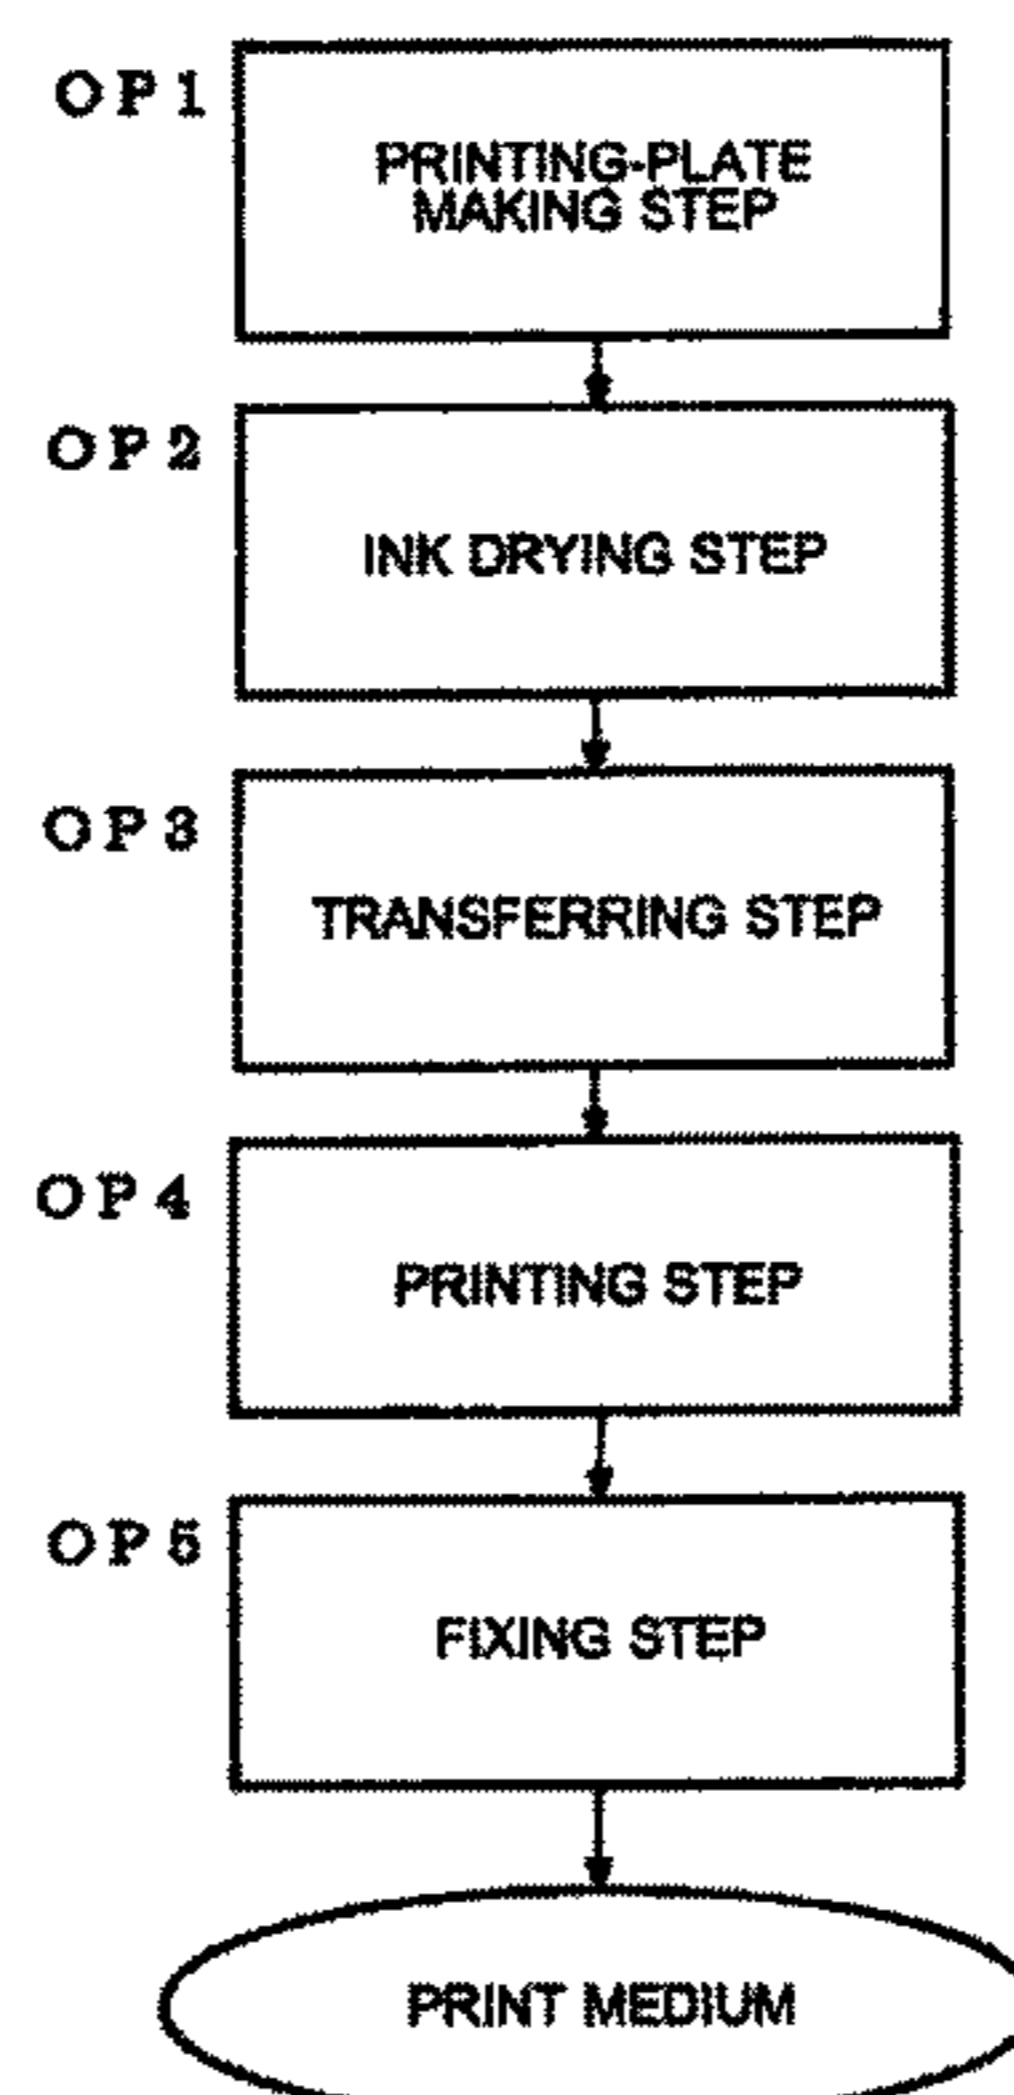 OP1
PRINTING-PLATE
MAKING STEP
OP2
INK DRYING STEP
OP3
TRANSFERRING STEP
OP4
PRINTING STEP
OP5
FIXING STEP
PRINT MEDIUM